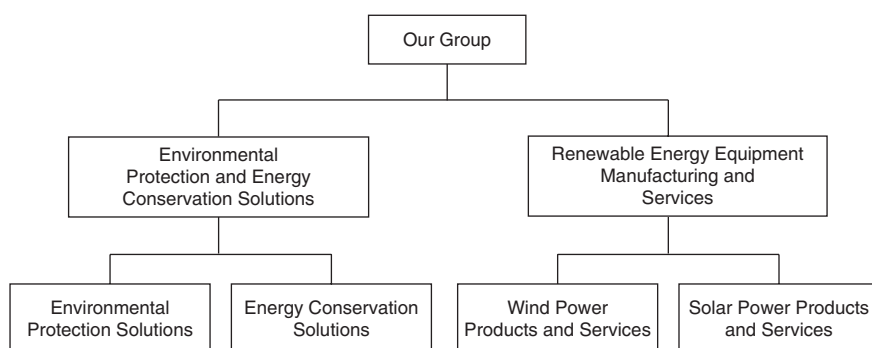 Our Group
Environmental
Protection and Energy
Conservation Solutions
Renewable Energy Equipment
Manufacturing and
Services
Environmental
Protection Solutions
Energy Conservation
Solutions
Wind Power
Products and Services
Solar Power Products
and Services